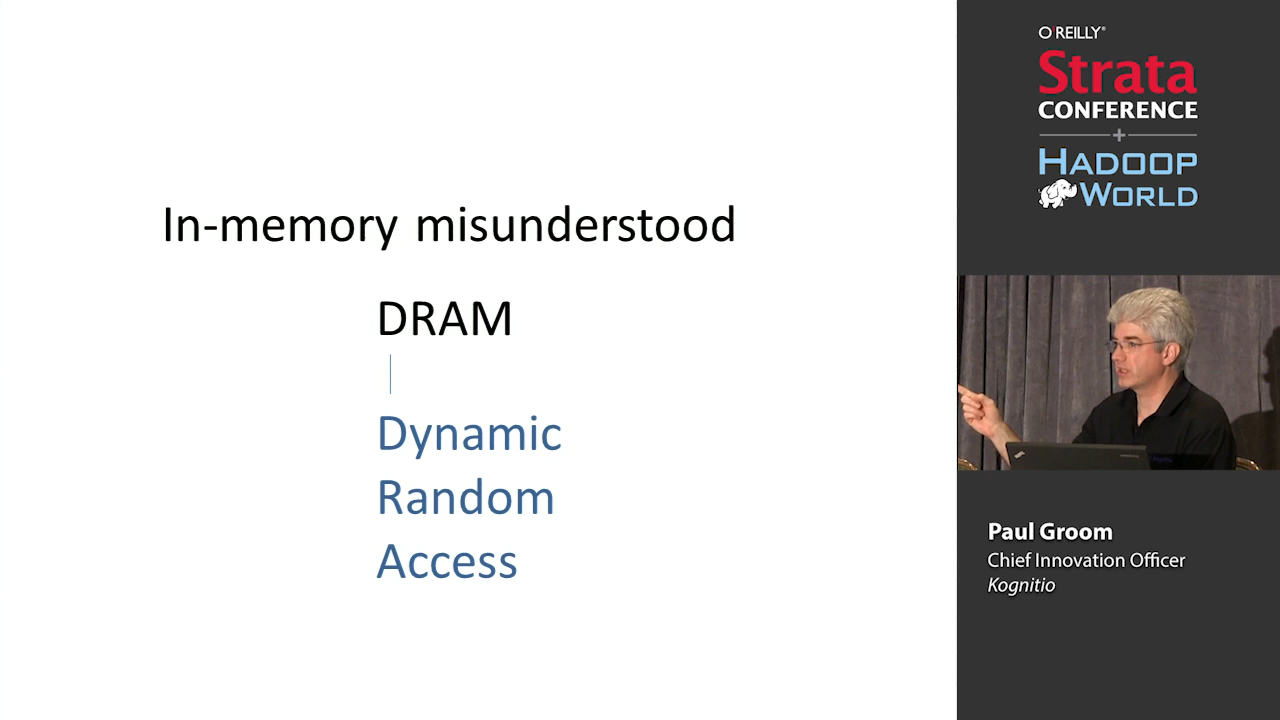 In-memory misunderstood
DRAM
Dynamic
Random
Access
O'REILLY®
Strata
CONFERENCE
+
HADOOP
WORLD
Paul Groom
Chief Innovation Officer
Kognitio